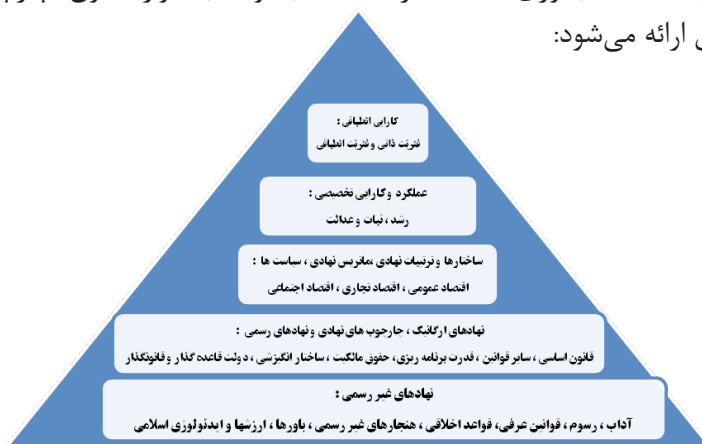 ی ارائه می‌شود:
کارایی انطباقی :
قدرت ذاتی و قدرت انطباقی
عملکرد و کارایی تخصیصی :
رشد ، ثبات و عدالت
ساختارها و ترتیبات نهادی ،ماتریس نهادی ، سیاست ها :
اقتصاد عمومی ، اقتصاد تجاری ، اقتصاد اجتماعی
نهادهای ارگانیک ، چارچوب های نهادی و نهادهای رسمی :
قانون اساسی ، سایر قوانین ، قدرت برنامه ریزی، حقوق مالکیت ، ساختار انگیزشی ، دولت قاعده گذار و قانونگذار
نهادهای غیر رسمی :
آداب ، رسوم ، قوانین عرفی، قواعد اخلاقی ، هنجارهای غیر رسمی ، باورها ، ارزشها و ایدئولوژی اسلامی